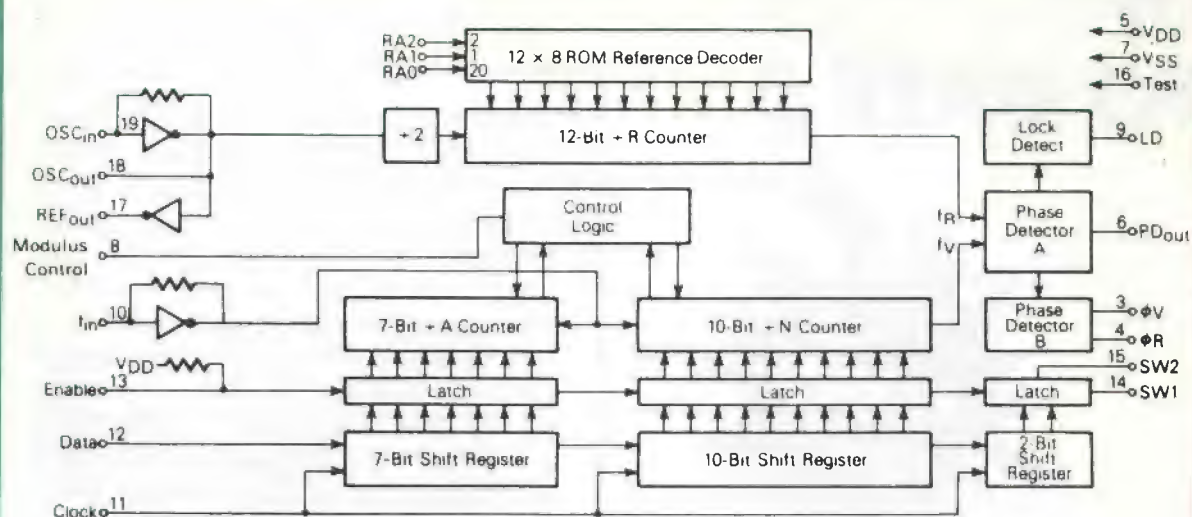 RA2 2
RA1 1
RA0 20
12 × 8 ROM Reference Decoder
5 VDD
7 VSS
16 Test
OSCin 19
÷ 2
12-Bit ÷ R Counter
Lock Detect
9 LD
OSCout 18
REFout 17
Control Logic
fR
fV
Phase Detector A
6 PDout
Modulus Control 8
fin 10
7-Bit ÷ A Counter
10-Bit ÷ N Counter
Phase Detector B
3 ϕV
4 ϕR
VDD
15 SW2
Enable 13
Latch
Latch
Latch
14 SW1
Data 12
7-Bit Shift Register
10-Bit Shift Register
2-Bit Shift Register
Clock 11